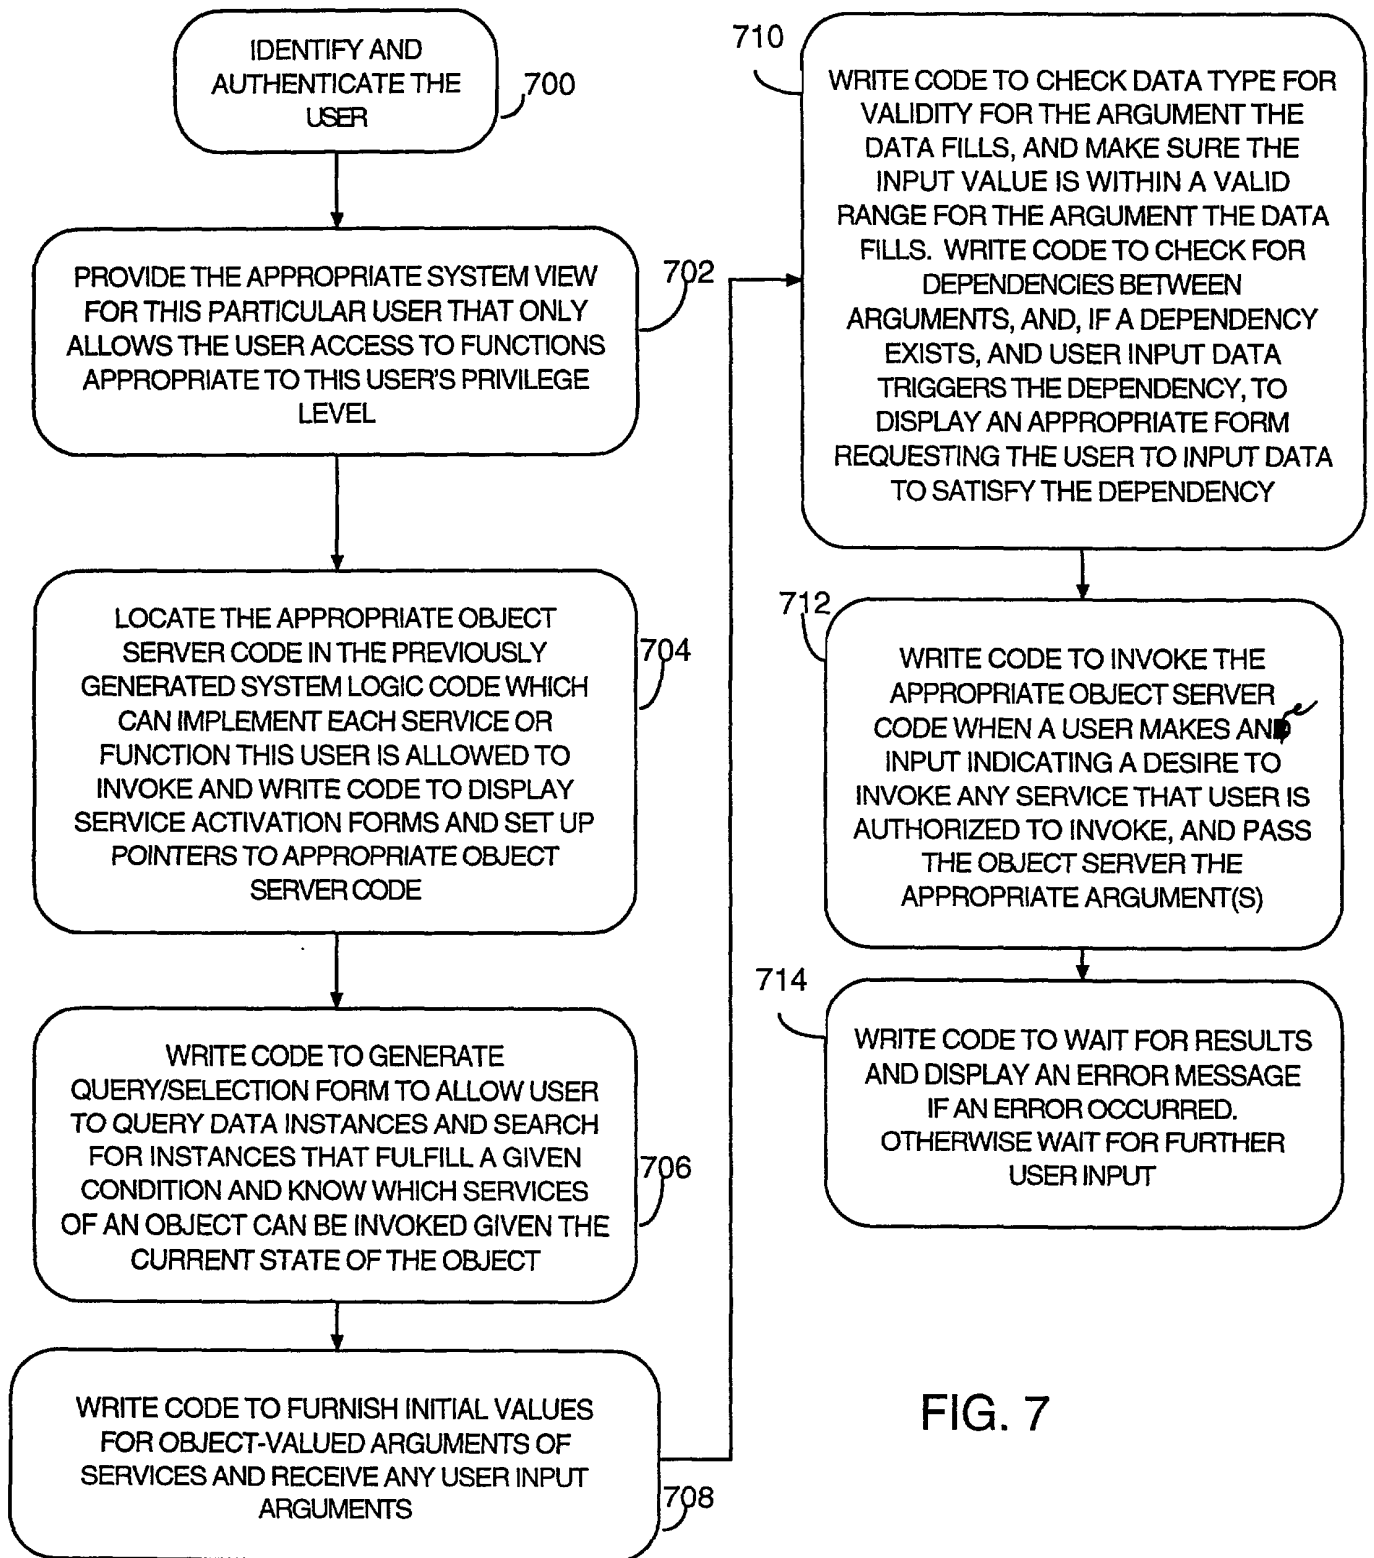 IDENTIFY AND
AUTHENTICATE THE
USER
700
PROVIDE THE APPROPRIATE SYSTEM VIEW
FOR THIS PARTICULAR USER THAT ONLY
ALLOWS THE USER ACCESS TO FUNCTIONS
APPROPRIATE TO THIS USER'S PRIVILEGE
LEVEL
702
LOCATE THE APPROPRIATE OBJECT
SERVER CODE IN THE PREVIOUSLY
GENERATED SYSTEM LOGIC CODE WHICH
CAN IMPLEMENT EACH SERVICE OR
FUNCTION THIS USER IS ALLOWED TO
INVOKE AND WRITE CODE TO DISPLAY
SERVICE ACTIVATION FORMS AND SET UP
POINTERS TO APPROPRIATE OBJECT
SERVER CODE
704
WRITE CODE TO GENERATE
QUERY/SELECTION FORM TO ALLOW USER
TO QUERY DATA INSTANCES AND SEARCH
FOR INSTANCES THAT FULFILL A GIVEN
CONDITION AND KNOW WHICH SERVICES
OF AN OBJECT CAN BE INVOKED GIVEN THE
CURRENT STATE OF THE OBJECT
706
WRITE CODE TO FURNISH INITIAL VALUES
FOR OBJECT-VALUED ARGUMENTS OF
SERVICES AND RECEIVE ANY USER INPUT
ARGUMENTS
708
710
WRITE CODE TO CHECK DATA TYPE FOR
VALIDITY FOR THE ARGUMENT THE
DATA FILLS, AND MAKE SURE THE
INPUT VALUE IS WITHIN A VALID
RANGE FOR THE ARGUMENT THE DATA
FILLS. WRITE CODE TO CHECK FOR
DEPENDENCIES BETWEEN
ARGUMENTS, AND, IF A DEPENDENCY
EXISTS, AND USER INPUT DATA
TRIGGERS THE DEPENDENCY, TO
DISPLAY AN APPROPRIATE FORM
REQUESTING THE USER TO INPUT DATA
TO SATISFY THE DEPENDENCY
712
WRITE CODE TO INVOKE THE
APPROPRIATE OBJECT SERVER
CODE WHEN A USER MAKES AND
INPUT INDICATING A DESIRE TO
INVOKE ANY SERVICE THAT USER IS
AUTHORIZED TO INVOKE, AND PASS
THE OBJECT SERVER THE
APPROPRIATE ARGUMENT(S)
714
WRITE CODE TO WAIT FOR RESULTS
AND DISPLAY AN ERROR MESSAGE
IF AN ERROR OCCURRED.
OTHERWISE WAIT FOR FURTHER
USER INPUT
FIG. 7